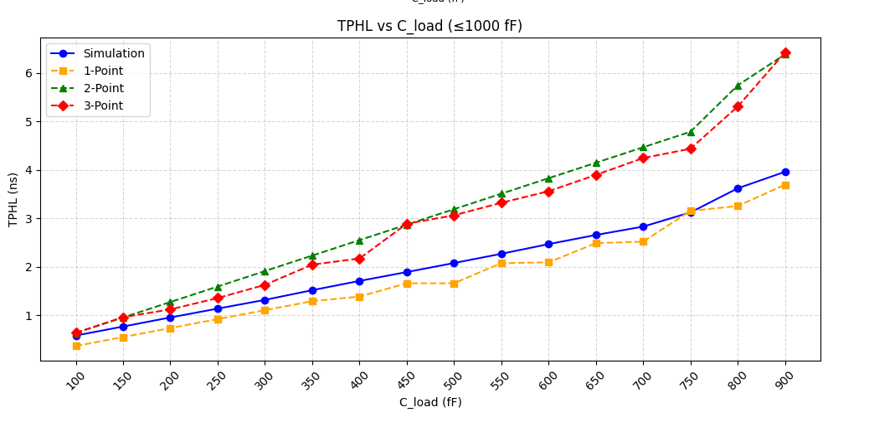 C_load (fF)
TPHL vs C_load (≤1000 fF)
Simulation
1-Point
2-Point
3-Point
6
5
4
3
2
1
TPHL (ns)
100 150 200 250 300 350 400 450 500 550 600 650 700 750 800 900
C_load (fF)